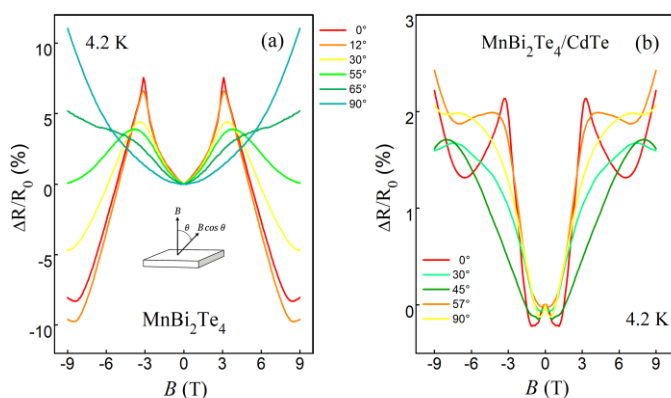 4.2 K
(a)
0°
12°
30°
55°
65°
90°
ΔR/R₀ (%)
10
5
0
-5
-10
B
θ
B cos θ
MnBi₂Te₄
-9 -6 -3 0 3 6 9
B (T)
MnBi₂Te₄/CdTe
(b)
ΔR/R₀ (%)
3
2
1
0
0°
30°
45°
57°
90°
4.2 K
-9 -6 -3 0 3 6 9
B (T)